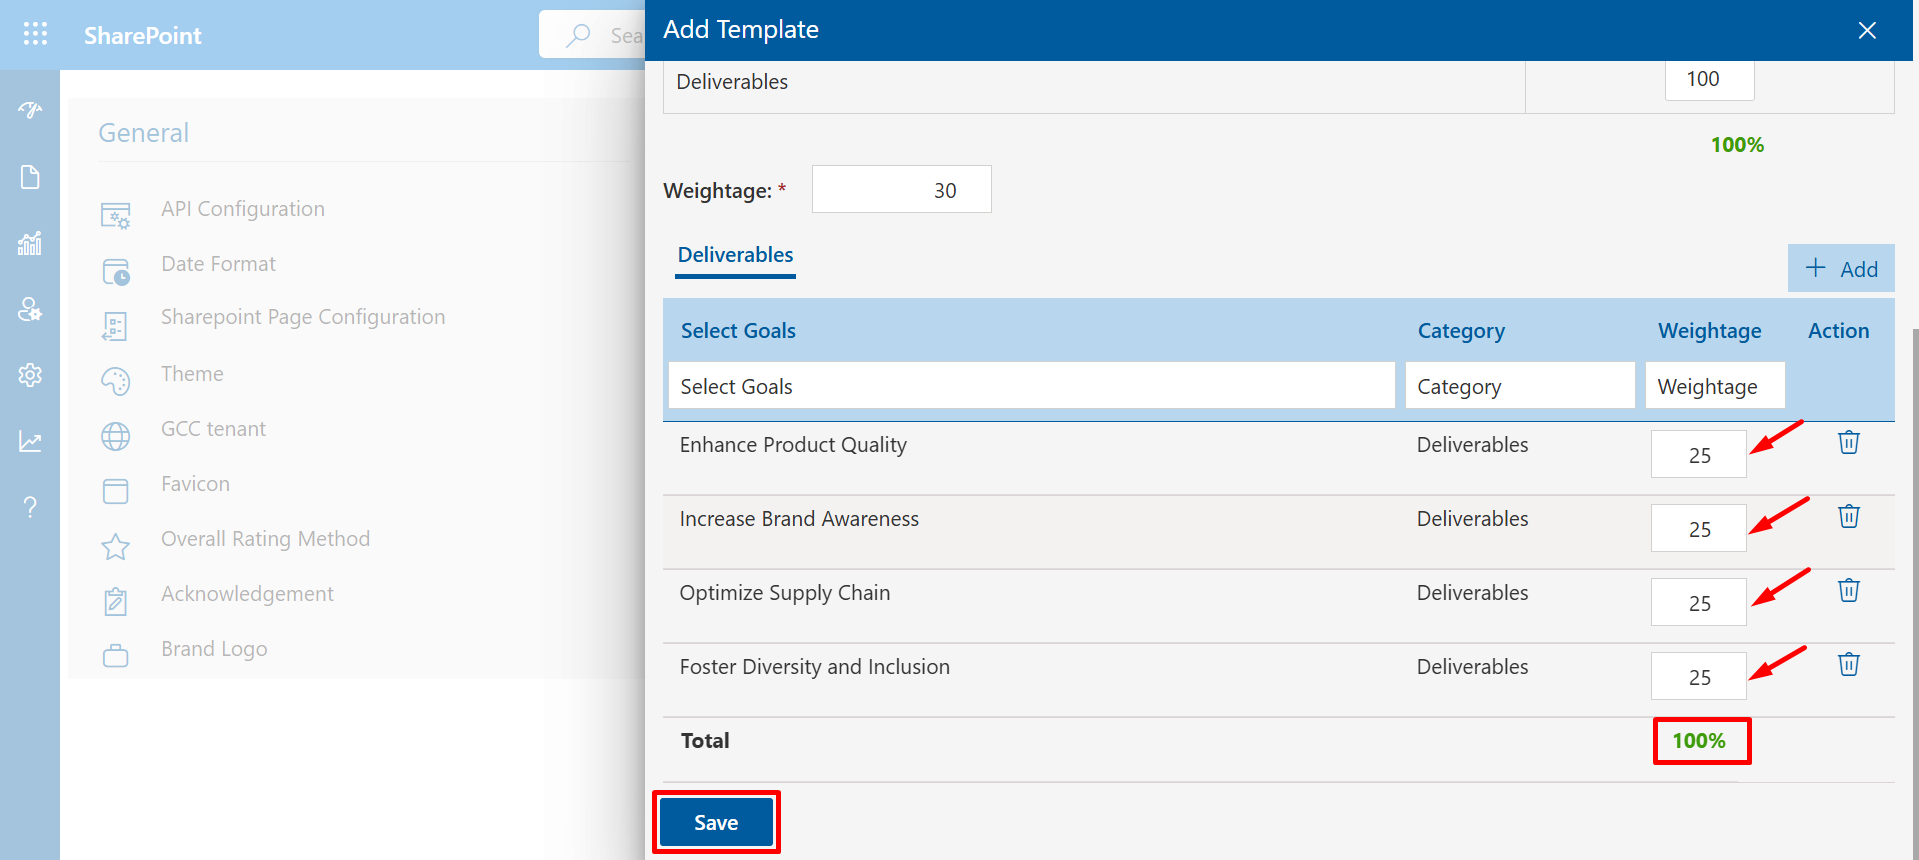 SharePoint
Sea
General
API Configuration
Date Format
Sharepoint Page Configuration
Theme
GCC tenant
Favicon
Overall Rating Method
Acknowledgement
Brand Logo
Add Template
Deliverables 100
100%
Weightage: * 30
Deliverables
Add
Select Goals Category Weightage Action
Select Goals Category Weightage
Enhance Product Quality Deliverables 25
Increase Brand Awareness Deliverables 25
Optimize Supply Chain Deliverables 25
Foster Diversity and Inclusion Deliverables 25
Total 100%
Save